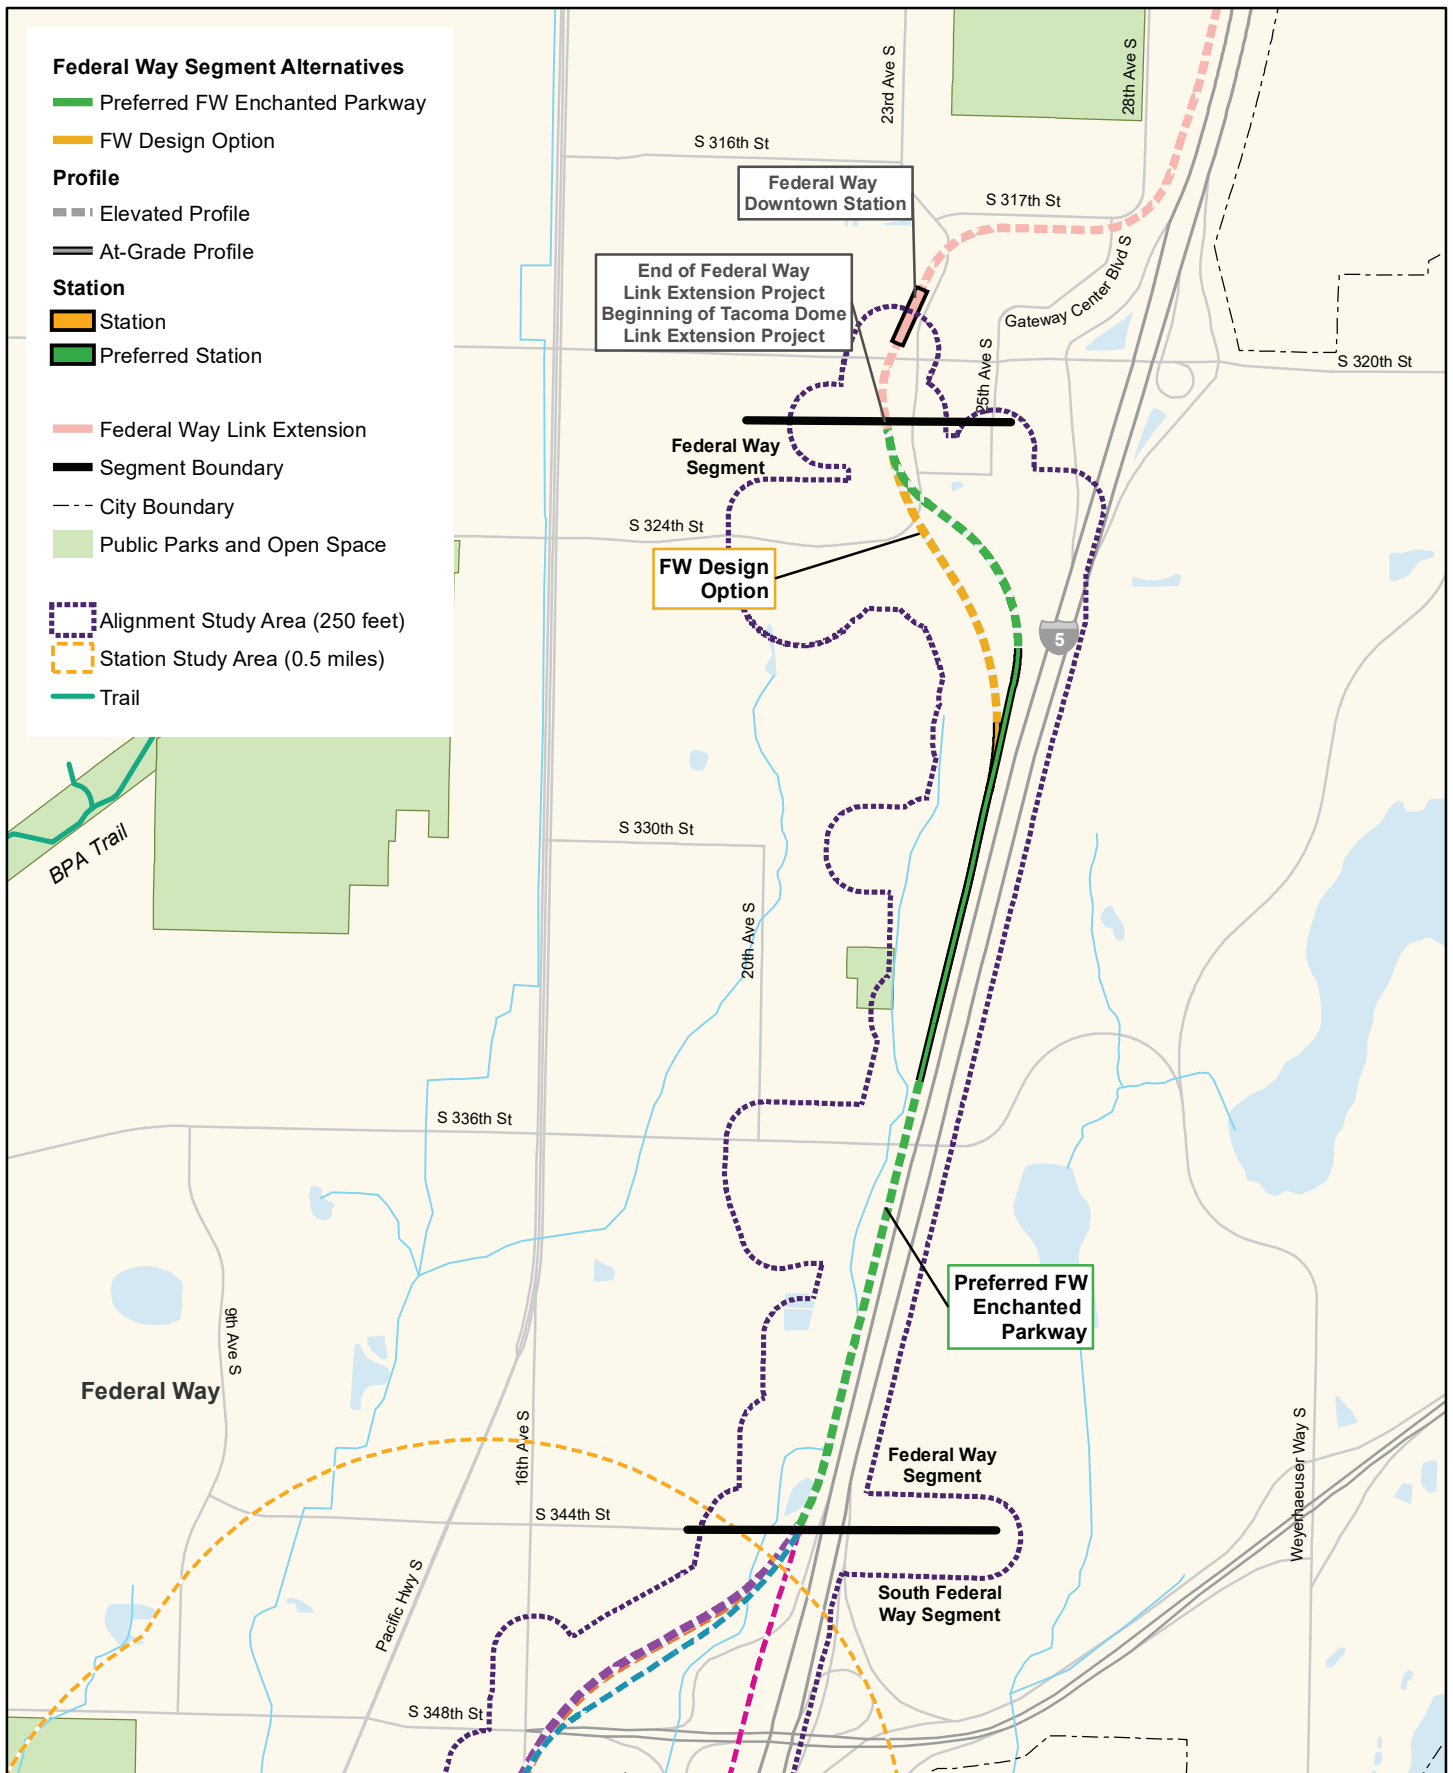 Federal Way Segment Alternatives
Preferred FW Enchanted Parkway
FW Design Option
Profile
Elevated Profile
At-Grade Profile
Station
Station
Preferred Station
Federal Way Link Extension
Segment Boundary
City Boundary
Public Parks and Open Space
Alignment Study Area (250 feet)
Station Study Area (0.5 miles)
Trail
23rd Ave S
28th Ave S
S 316th St
Federal Way
Downtown Station
S 317th St
Gateway Center Blvd S
End of Federal Way
Link Extension Project
Beginning of Tacoma Dome
Link Extension Project
25th Ave S
S 320th St
Federal Way
Segment
S 324th St
FW Design
Option
5
BPA Trail
S 330th St
20th Ave S
S 336th St
Preferred FW
Enchanted
Parkway
9th Ave S
Federal Way
16th Ave S
Federal Way
Segment
Weyerhaeuser Way S
S 344th St
Pacific Hwy S
South Federal
Way Segment
S 348th St